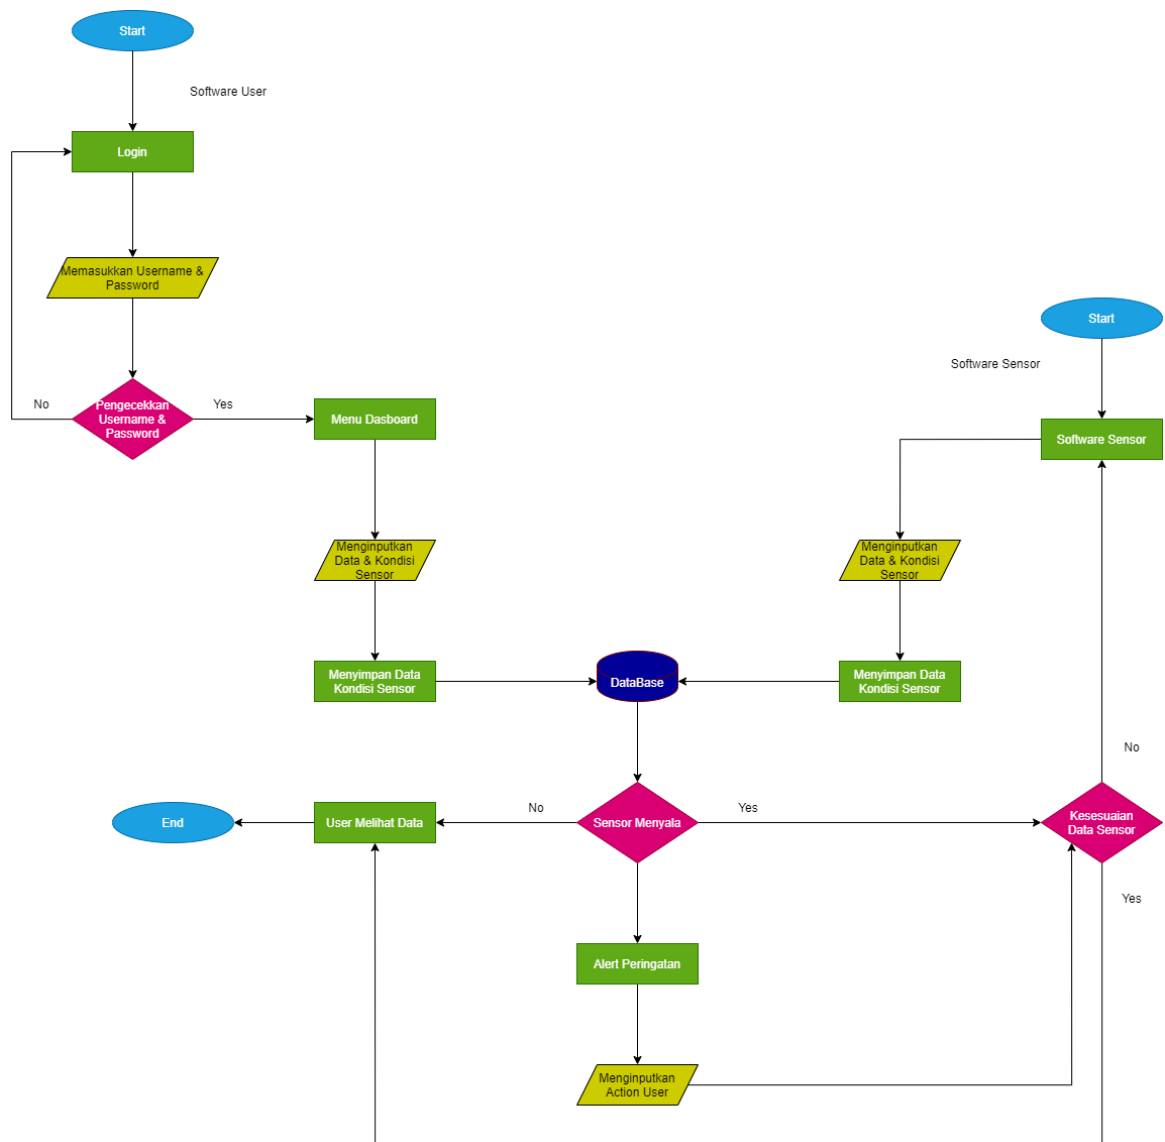 Start
Software User
Login
Memasukkan Username &
Password
Start
Software Sensor
No
Pengecekkan
Username &
Password
Yes
Menu Dasboard
Software Sensor
Menginputkan
Data & Kondisi
Sensor
Menginputkan
Data & Kondisi
Sensor
Menyimpan Data
Kondisi Sensor
DataBase
Menyimpan Data
Kondisi Sensor
No
End
User Melihat Data
No
Sensor Menyala
Yes
Kesesuaian
Data Sensor
Yes
Alert Peringatan
Menginputkan
Action User